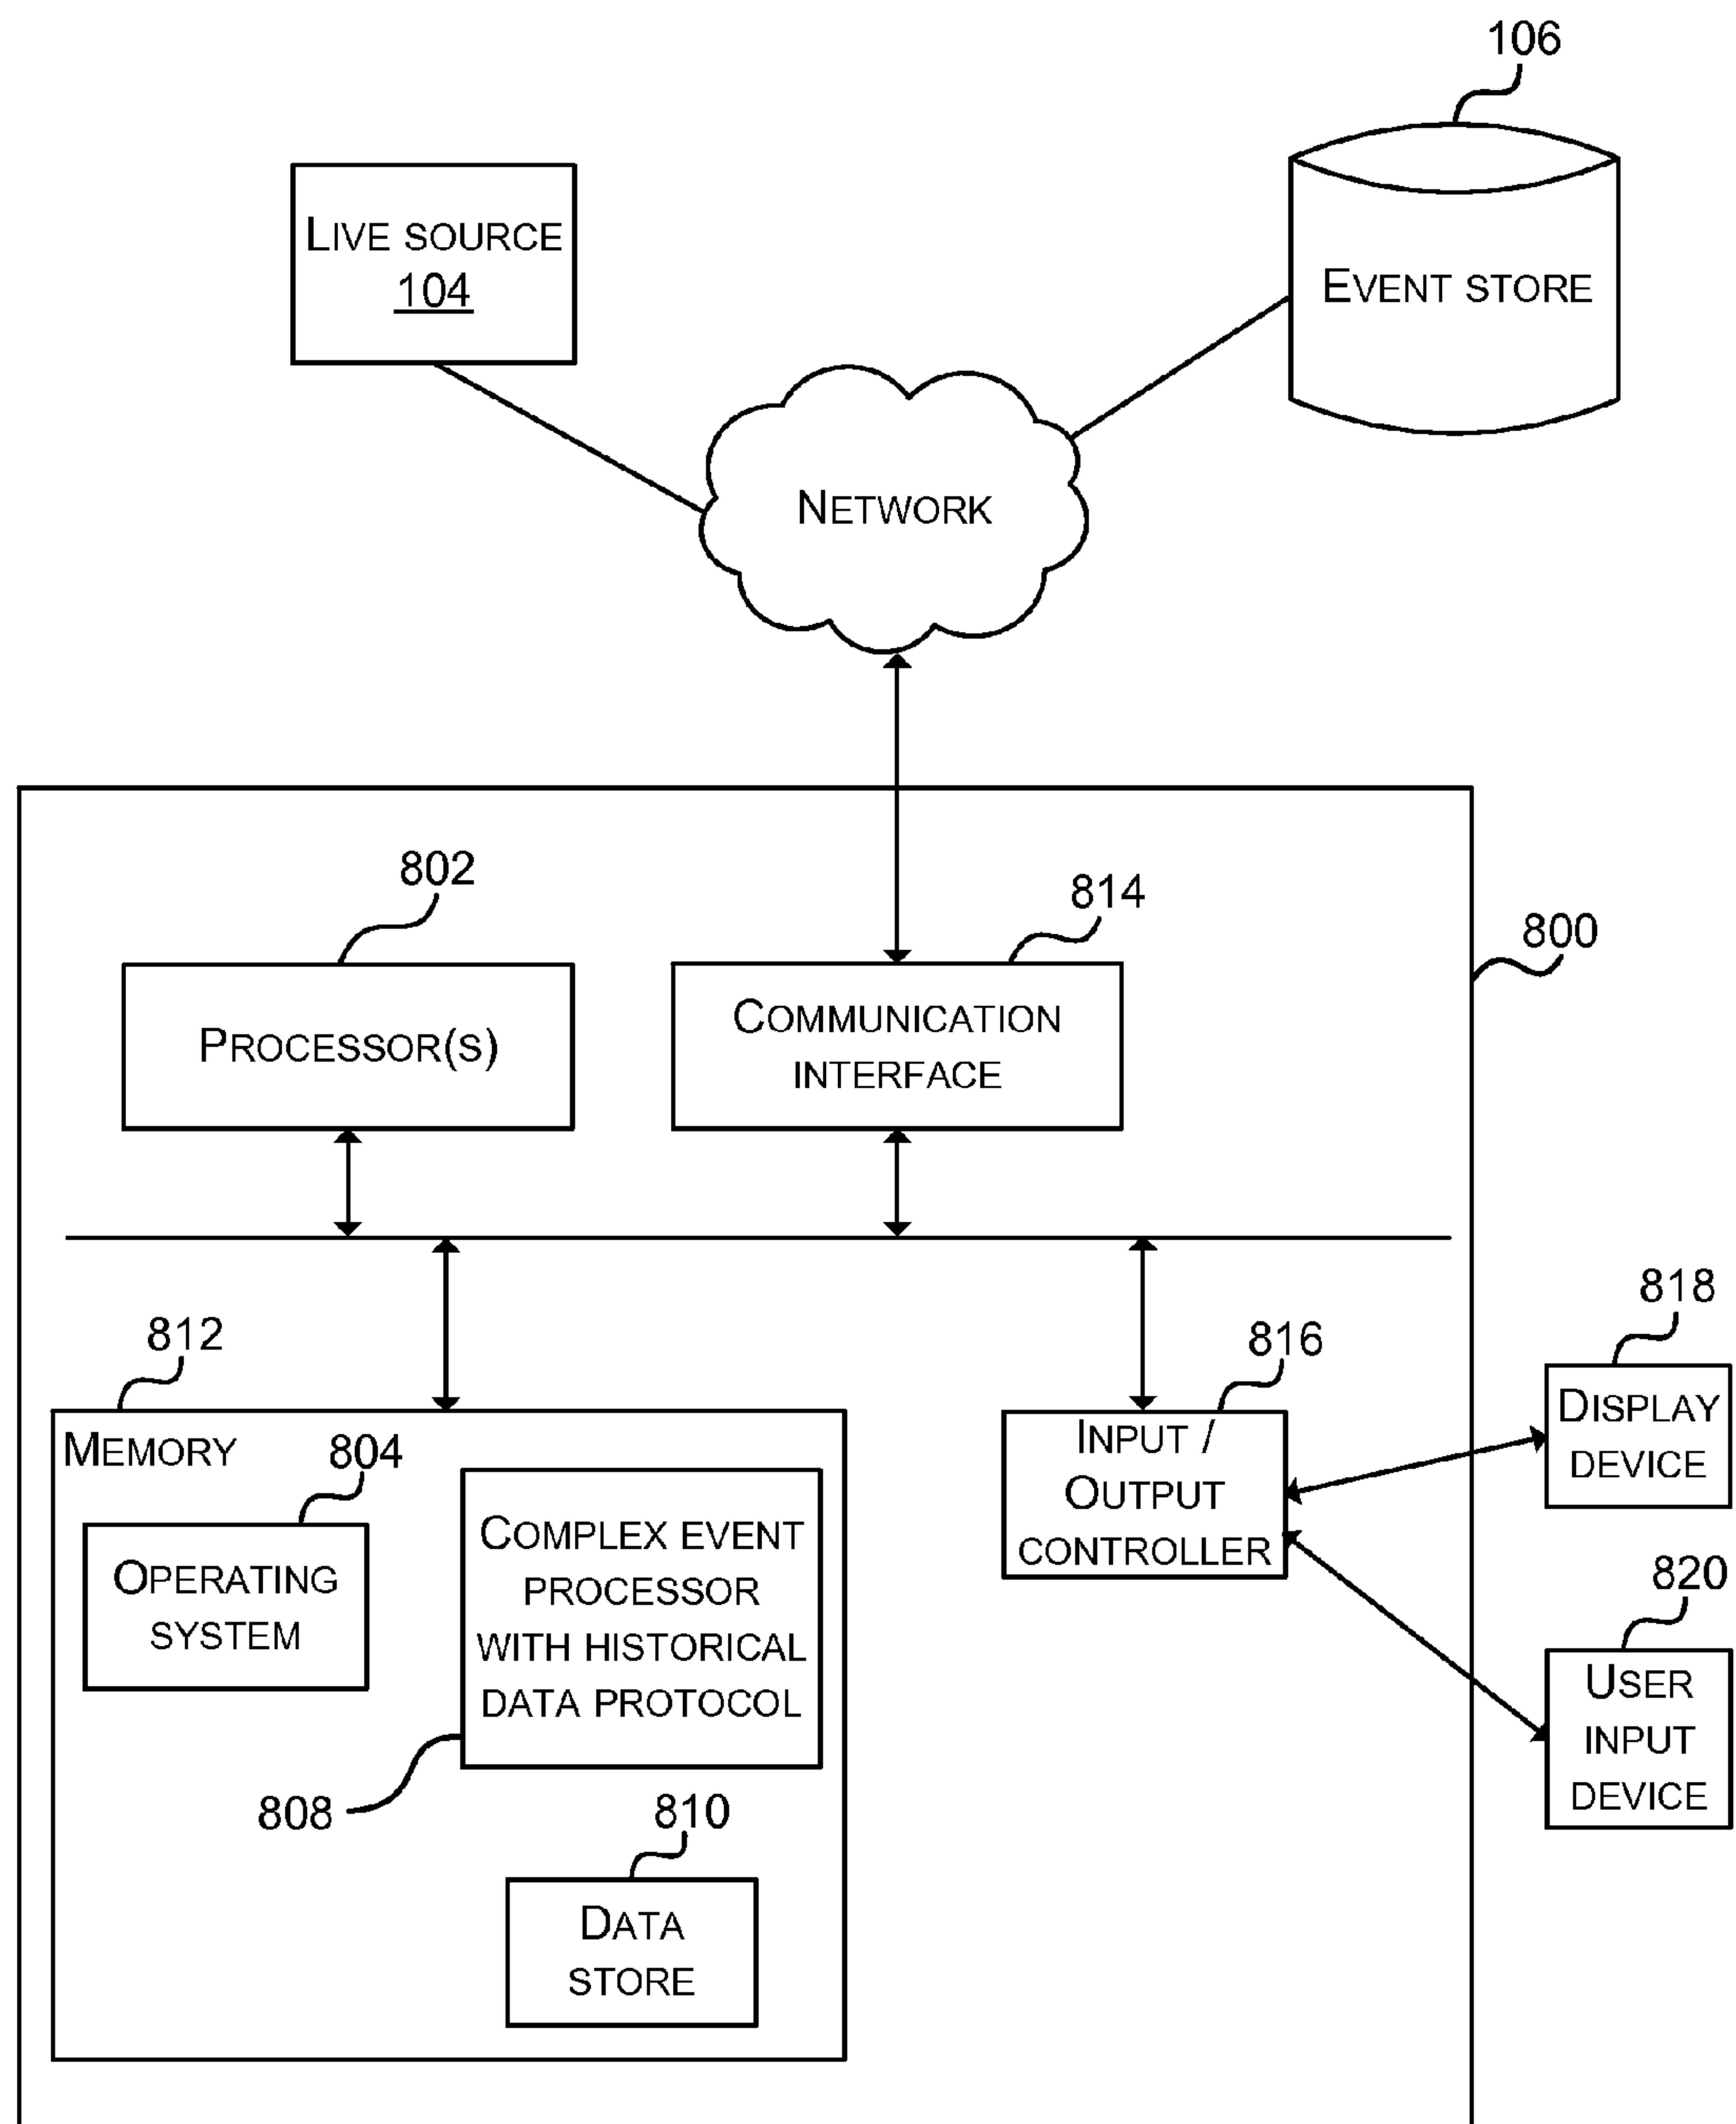 106
LIVE SOURCE
104
EVENT STORE
NETWORK
802
814
800
PROCESSOR(S)
COMMUNICATION
INTERFACE
818
812
816
DISPLAY
DEVICE
MEMORY
804
INPUT /
OUTPUT
CONTROLLER
COMPLEX EVENT
PROCESSOR
WITH HISTORICAL
DATA PROTOCOL
OPERATING
SYSTEM
820
USER
INPUT
DEVICE
808
810
DATA
STORE